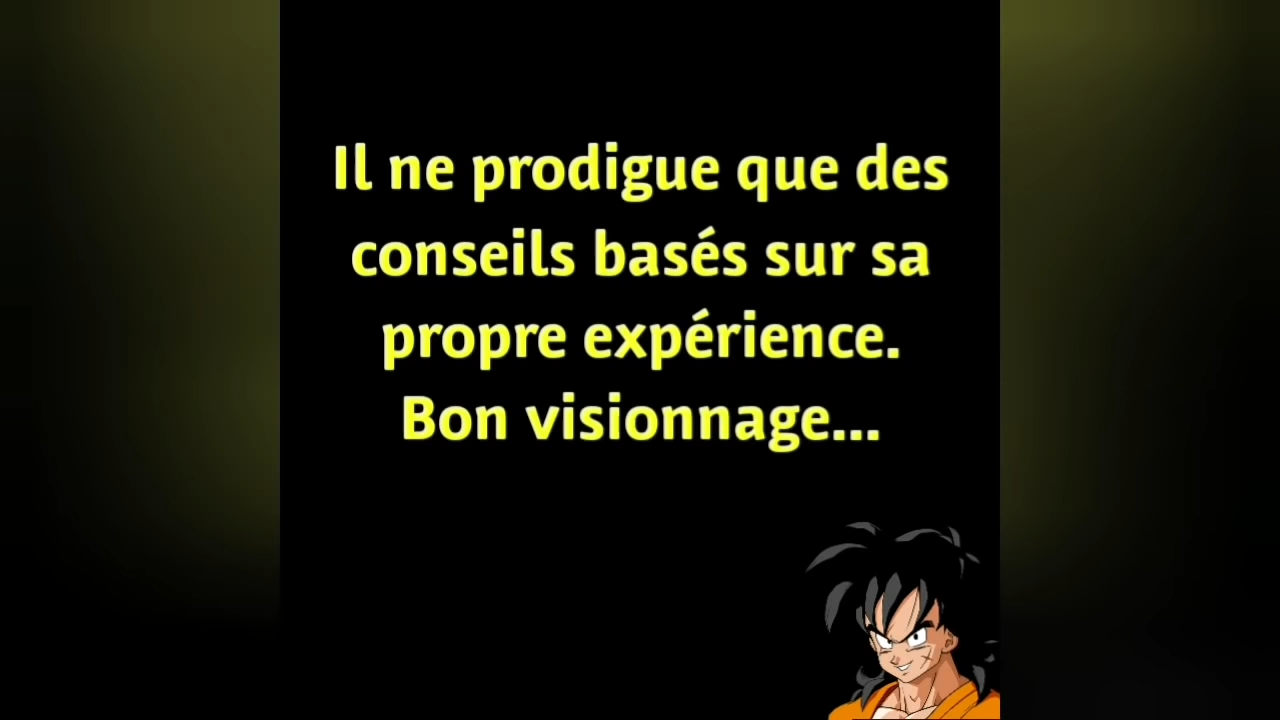 Il ne prodigue que des
conseils basés sur sa
propre expérience.
Bon visionnage...